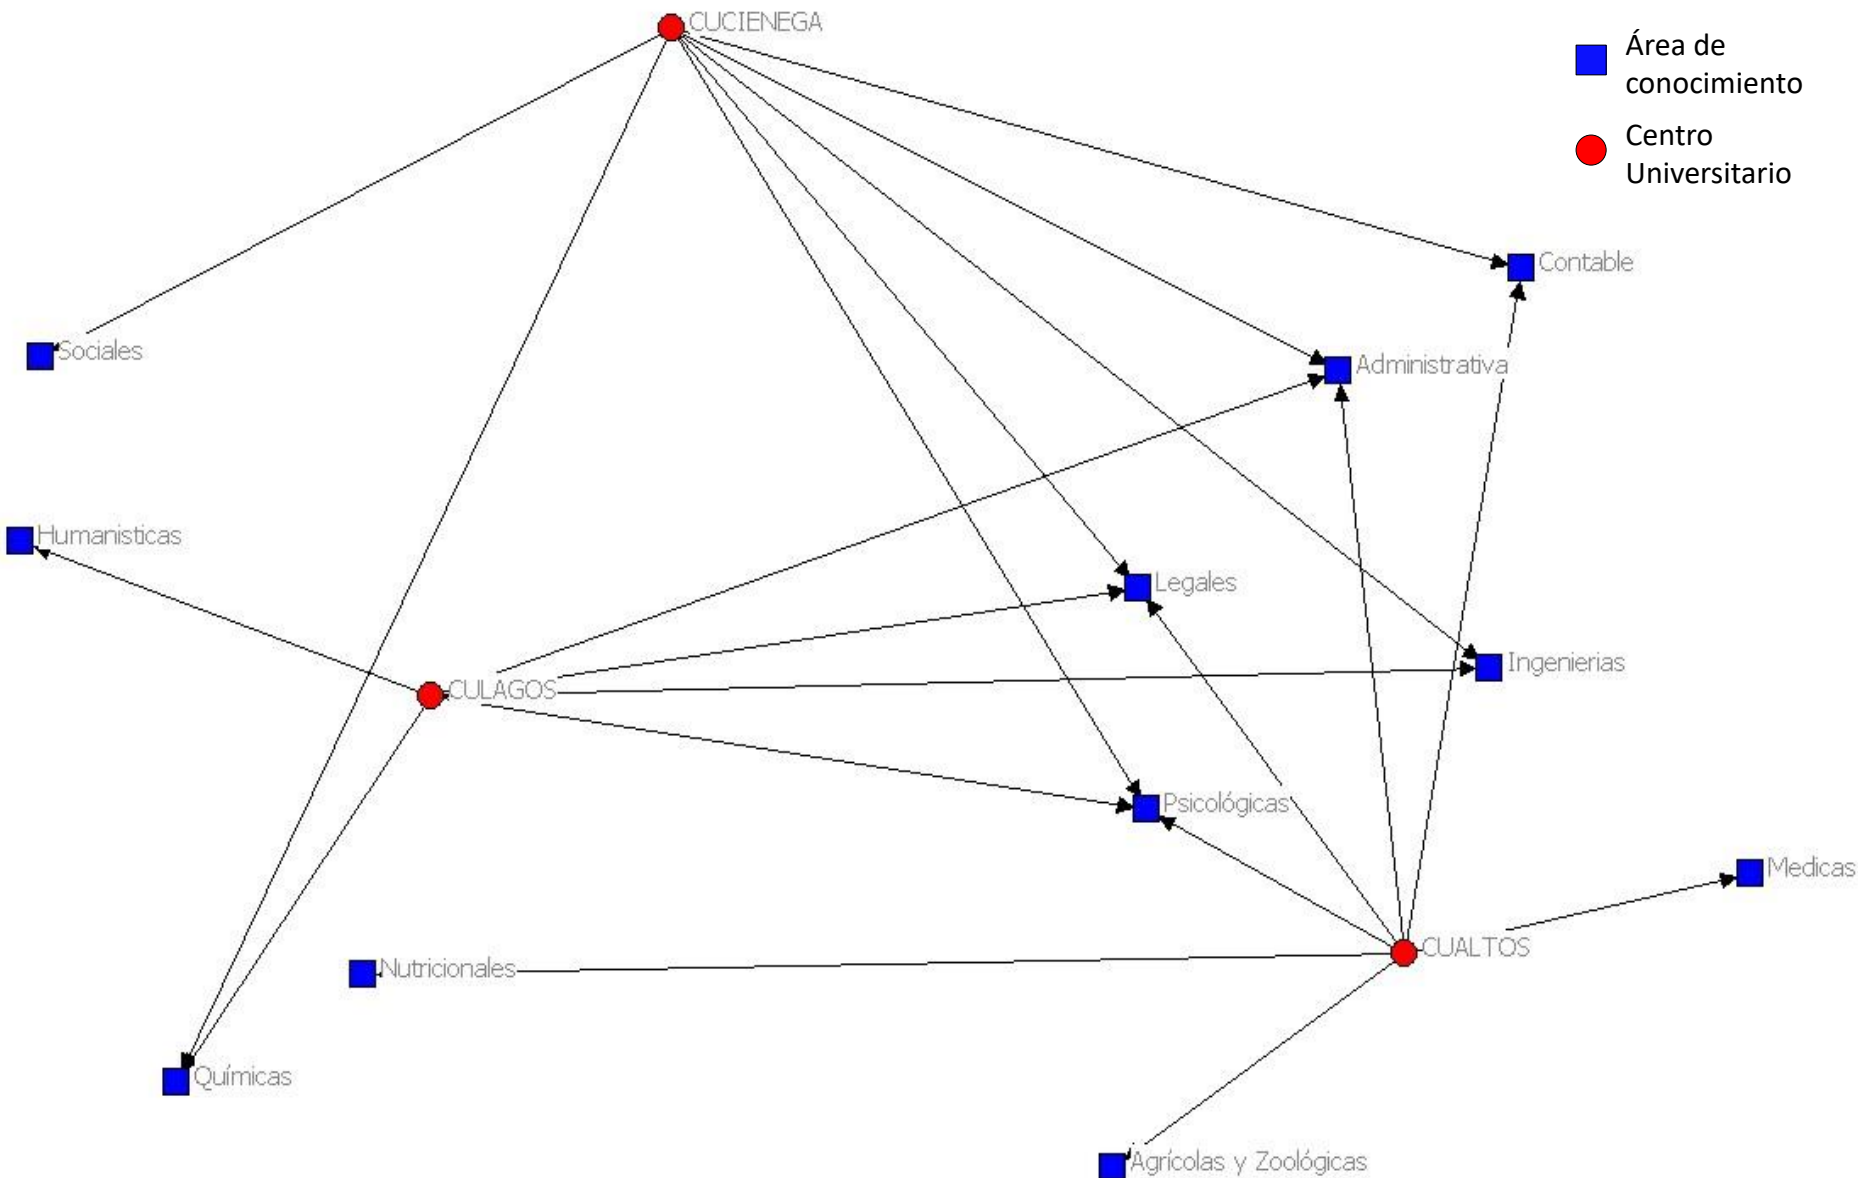 CUCIENEGA
Área de
conocimiento
Centro
Universitario
Contable
Sociales
Administrativa
Humanisticas
Legales
Ingenierias
CULAGOS
Psicológicas
Medicas
CUALTOS
Nutricionales
Químicas
Agrícolas y Zoológicas